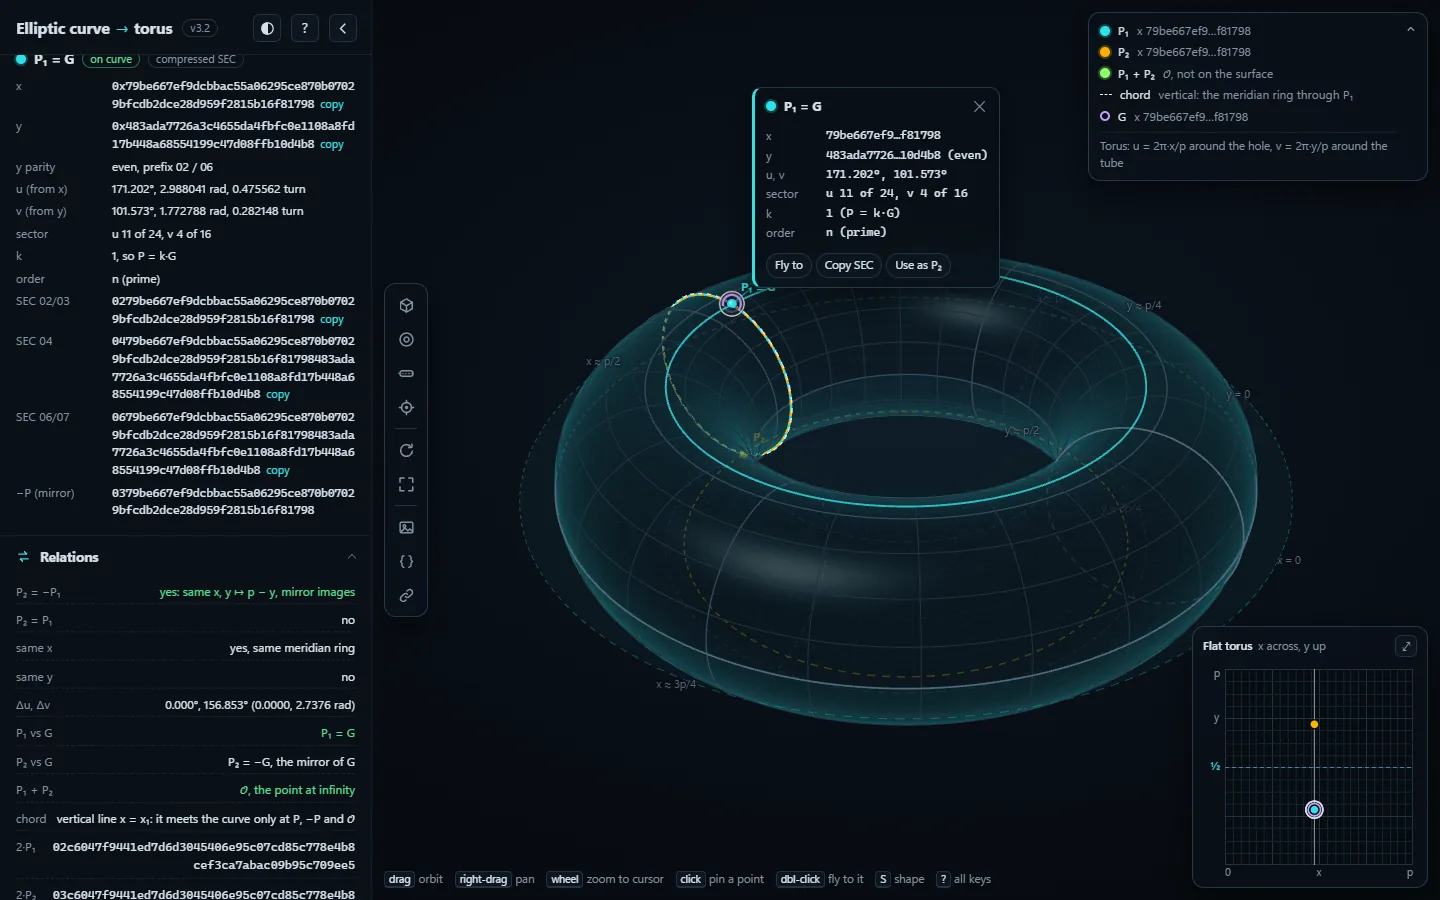 Elliptic curve → torus v3.2
?
P₁ = G on curve compressed SEC
x 0x79be667ef9dcbbac55a06295ce870b0702
9bfcdb2dce28d959f2815b16f81798 copy
y 0x483ada7726a3c4655da4fbfc0e1108a8fd
17b448a68554199c47d08ffb10d4b8 copy
y parity even, prefix 02 / 06
u (from x) 171.202°, 2.988041 rad, 0.475562 turn
v (from y) 101.573°, 1.772788 rad, 0.282148 turn
sector u 11 of 24, v 4 of 16
k 1, so P = k·G
order n (prime)
SEC 02/03 0279be667ef9dcbbac55a06295ce870b0702
9bfcdb2dce28d959f2815b16f81798 copy
SEC 04 0479be667ef9dcbbac55a06295ce870b0702
9bfcdb2dce28d959f2815b16f81798483ada
7726a3c4655da4fbfc0e1108a8fd17b448a6
8554199c47d08ffb10d4b8 copy
SEC 06/07 0679be667ef9dcbbac55a06295ce870b0702
9bfcdb2dce28d959f2815b16f81798483ada
7726a3c4655da4fbfc0e1108a8fd17b448a6
8554199c47d08ffb10d4b8 copy
−P (mirror) 0379be667ef9dcbbac55a06295ce870b0702
9bfcdb2dce28d959f2815b16f81798
Relations
P₂ = −P₁ yes: same x, y ↦ p − y, mirror images
P₂ = P₁ no
same x yes, same meridian ring
same y no
Δu, Δv 0.000°, 156.853° (0.0000, 2.7376 rad)
P₁ vs G P₁ = G
P₂ vs G P₂ = −G, the mirror of G
P₁ + P₂ 𝒪, the point at infinity
chord vertical line x = x₁: it meets the curve only at P, −P and 𝒪
2·P₁ 02c6047f9441ed7d6d3045406e95c07cd85c778e4b8
cef3ca7abac09b95c709ee5
2·P₂ 03c6047f9441ed7d6d3045406e95c07cd85c778e4b8
P₁ = G
x 79be667ef9…f81798
y 483ada7726…10d4b8 (even)
u, v 171.202°, 101.573°
sector u 11 of 24, v 4 of 16
k 1 (P = k·G)
order n (prime)
Fly to Copy SEC Use as P₂
P₁ = G
y ≈ p/4
x ≈ p/2
y = 0
y ≈ p/2
P₂
x = 0
x ≈ 3p/4
P₁ x 79be667ef9…f81798
P₂ x 79be667ef9…f81798
P₁ + P₂ 𝒪, not on the surface
chord vertical: the meridian ring through P₁
G x 79be667ef9…f81798
Torus: u = 2π·x/p around the hole, v = 2π·y/p around the
tube
Flat torus x across, y up
p
y
½
0 x p
drag orbit right-drag pan wheel zoom to cursor click pin a point dbl-click fly to it S shape ? all keys